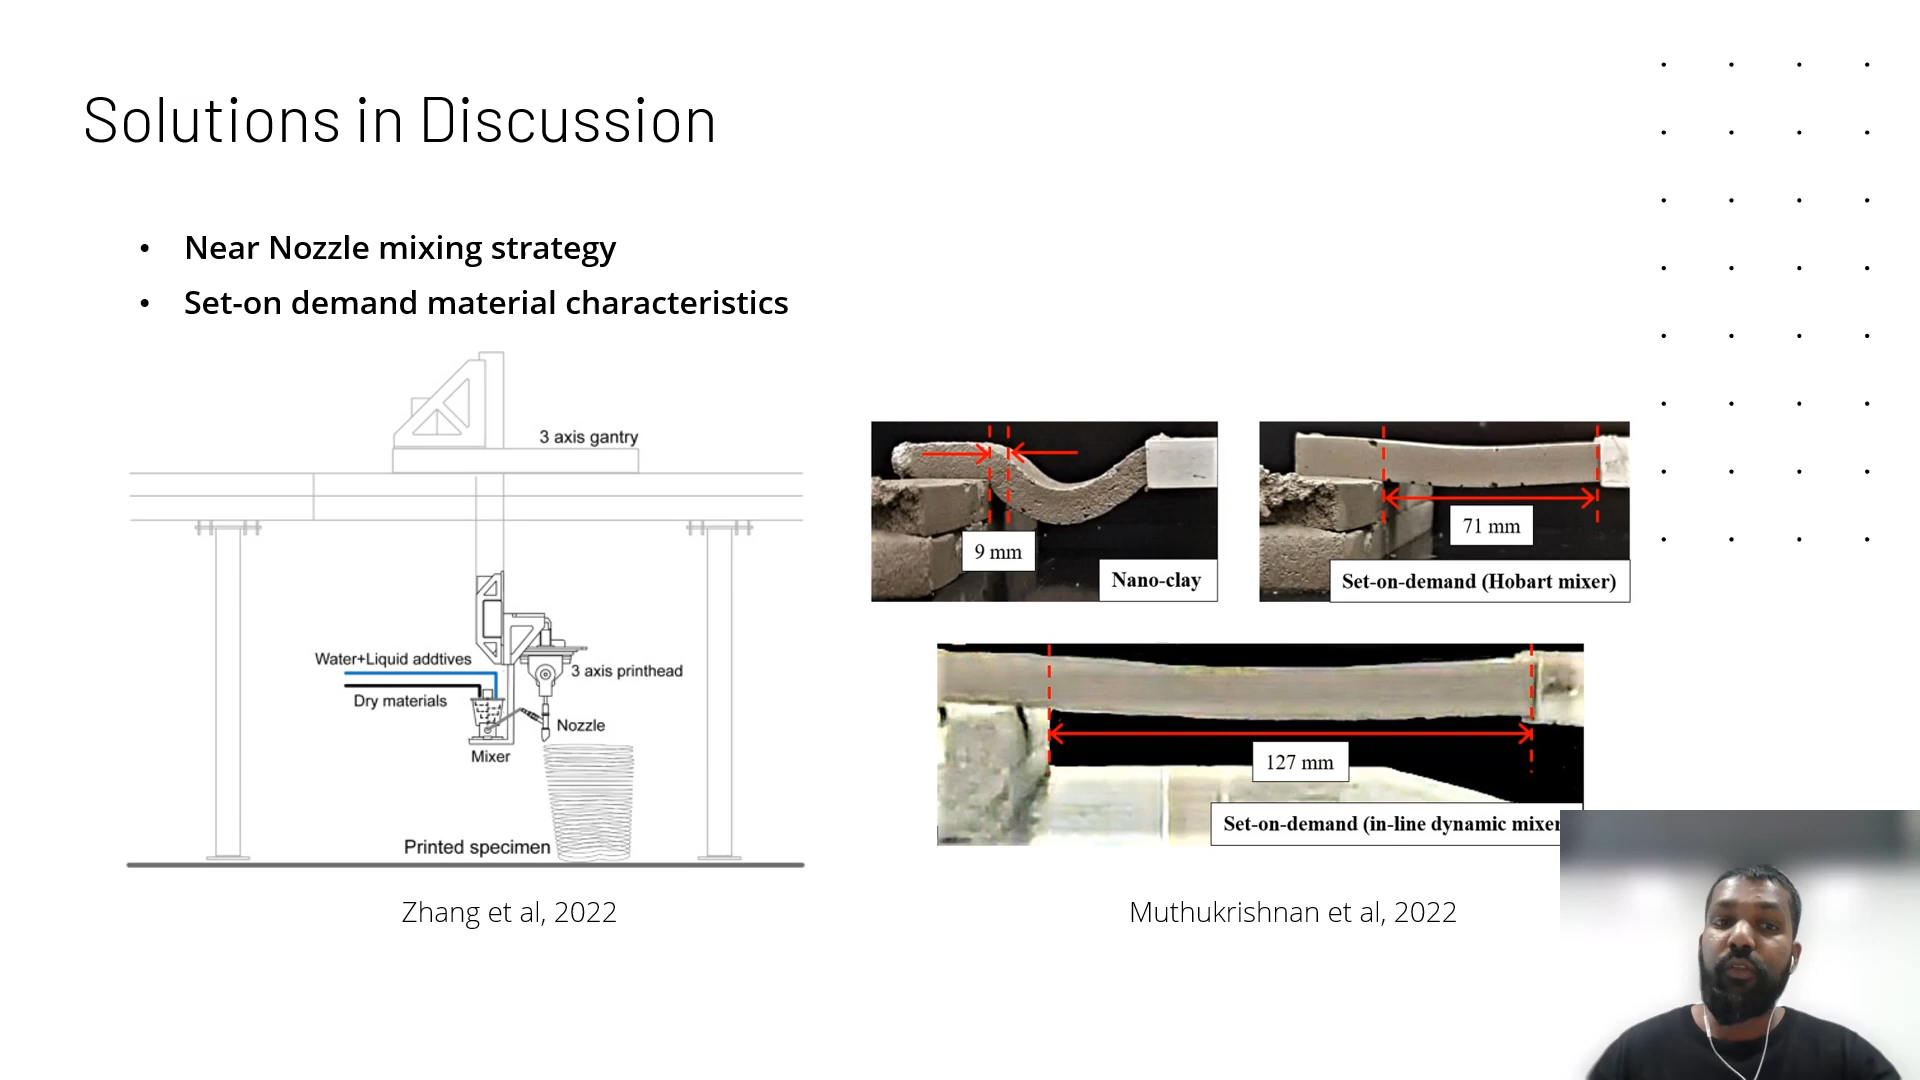 Solutions in Discussion
• Near Nozzle mixing strategy
• Set-on demand material characteristics
3 axis gantry
Water+Liquid addtives
3 axis printhead
Dry materials
Nozzle
Mixer
Printed specimen
Zhang et al, 2022
9 mm
Nano-clay
71 mm
Set-on-demand (Hobart mixer)
127 mm
Set-on-demand (in-line dynamic mixer
Muthukrishnan et al, 2022